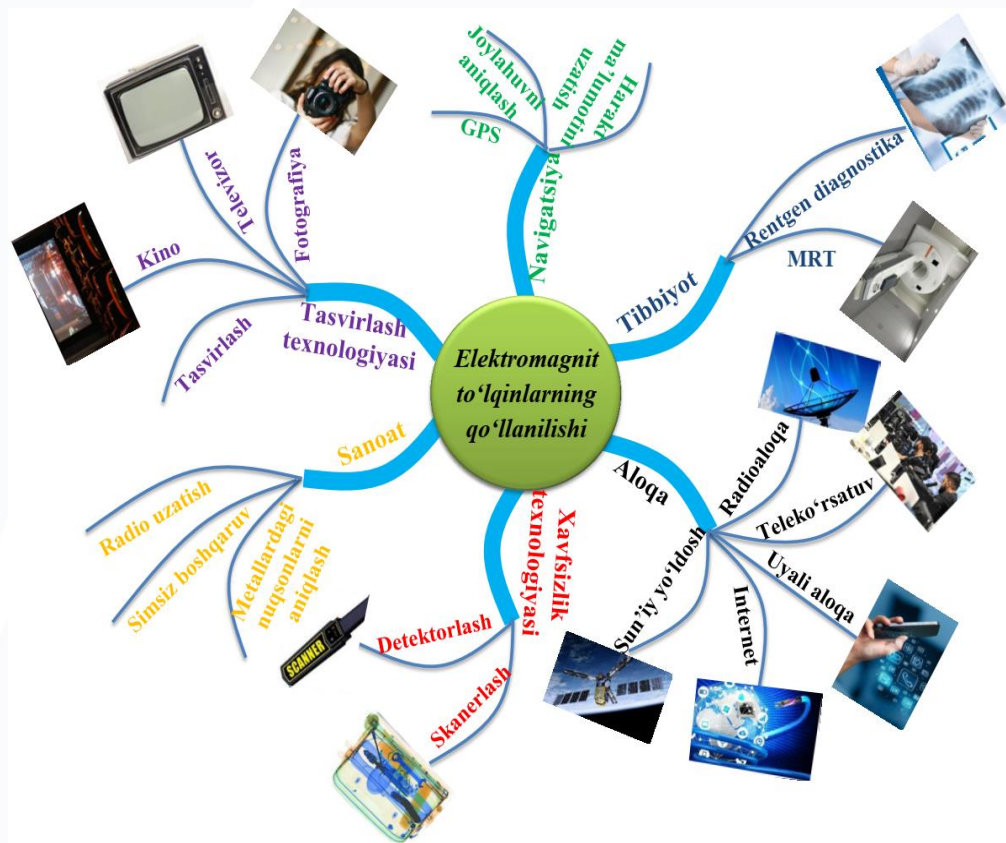 Elektromagnit
to‘lqinlarning
qo‘llanilishi
Navigatsiya
GPS
Joylahuvni
aniqlash
Harakt
ma’lumotini
uzatish
Tibbiyot
Rentgen diagnostika
MRT
Aloqa
Radioaloqa
Teleko‘rsatuv
Uyali aloqa
Internet
Sun’iy yo‘ldosh
Xavfsizlik
texnologiyasi
Skanerlash
Detektorlash
SCANNER
Sanoat
Metallardagi
nuqsonlarni
aniqlash
Simsiz boshqaruv
Radio uzatish
Tasvirlash
texnologiyasi
Tasvirlash
Kino
Televizor
Fotografiya